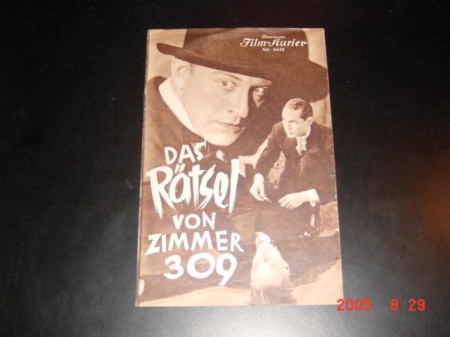 Film-Kurier
DAS
Rätsel
VON
ZIMMER
309
2005. 8 29